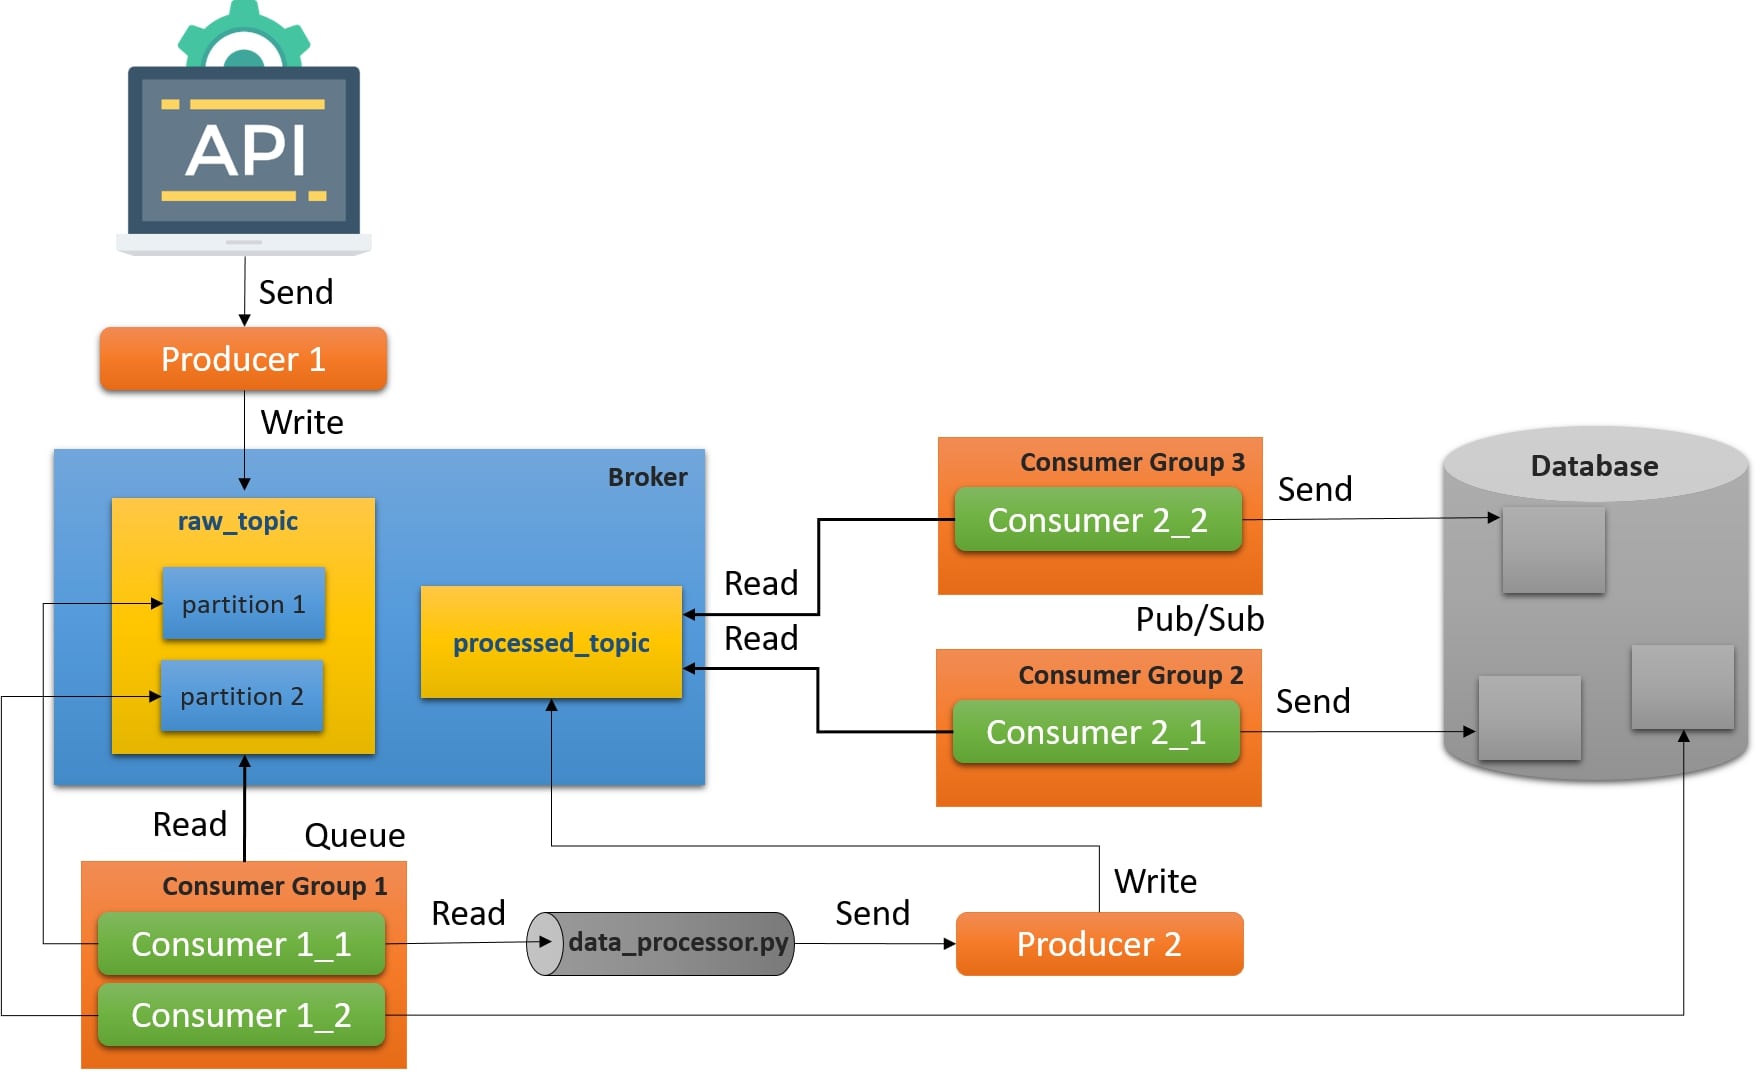 API
Send
Producer 1
Write
Broker
raw_topic
partition 1
partition 2
processed_topic
Read
Read
Consumer Group 3
Consumer 2_2
Send
Pub/Sub
Consumer Group 2
Consumer 2_1
Send
Database
Read
Queue
Consumer Group 1
Consumer 1_1
Consumer 1_2
Read
data_processor.py
Send
Producer 2
Write